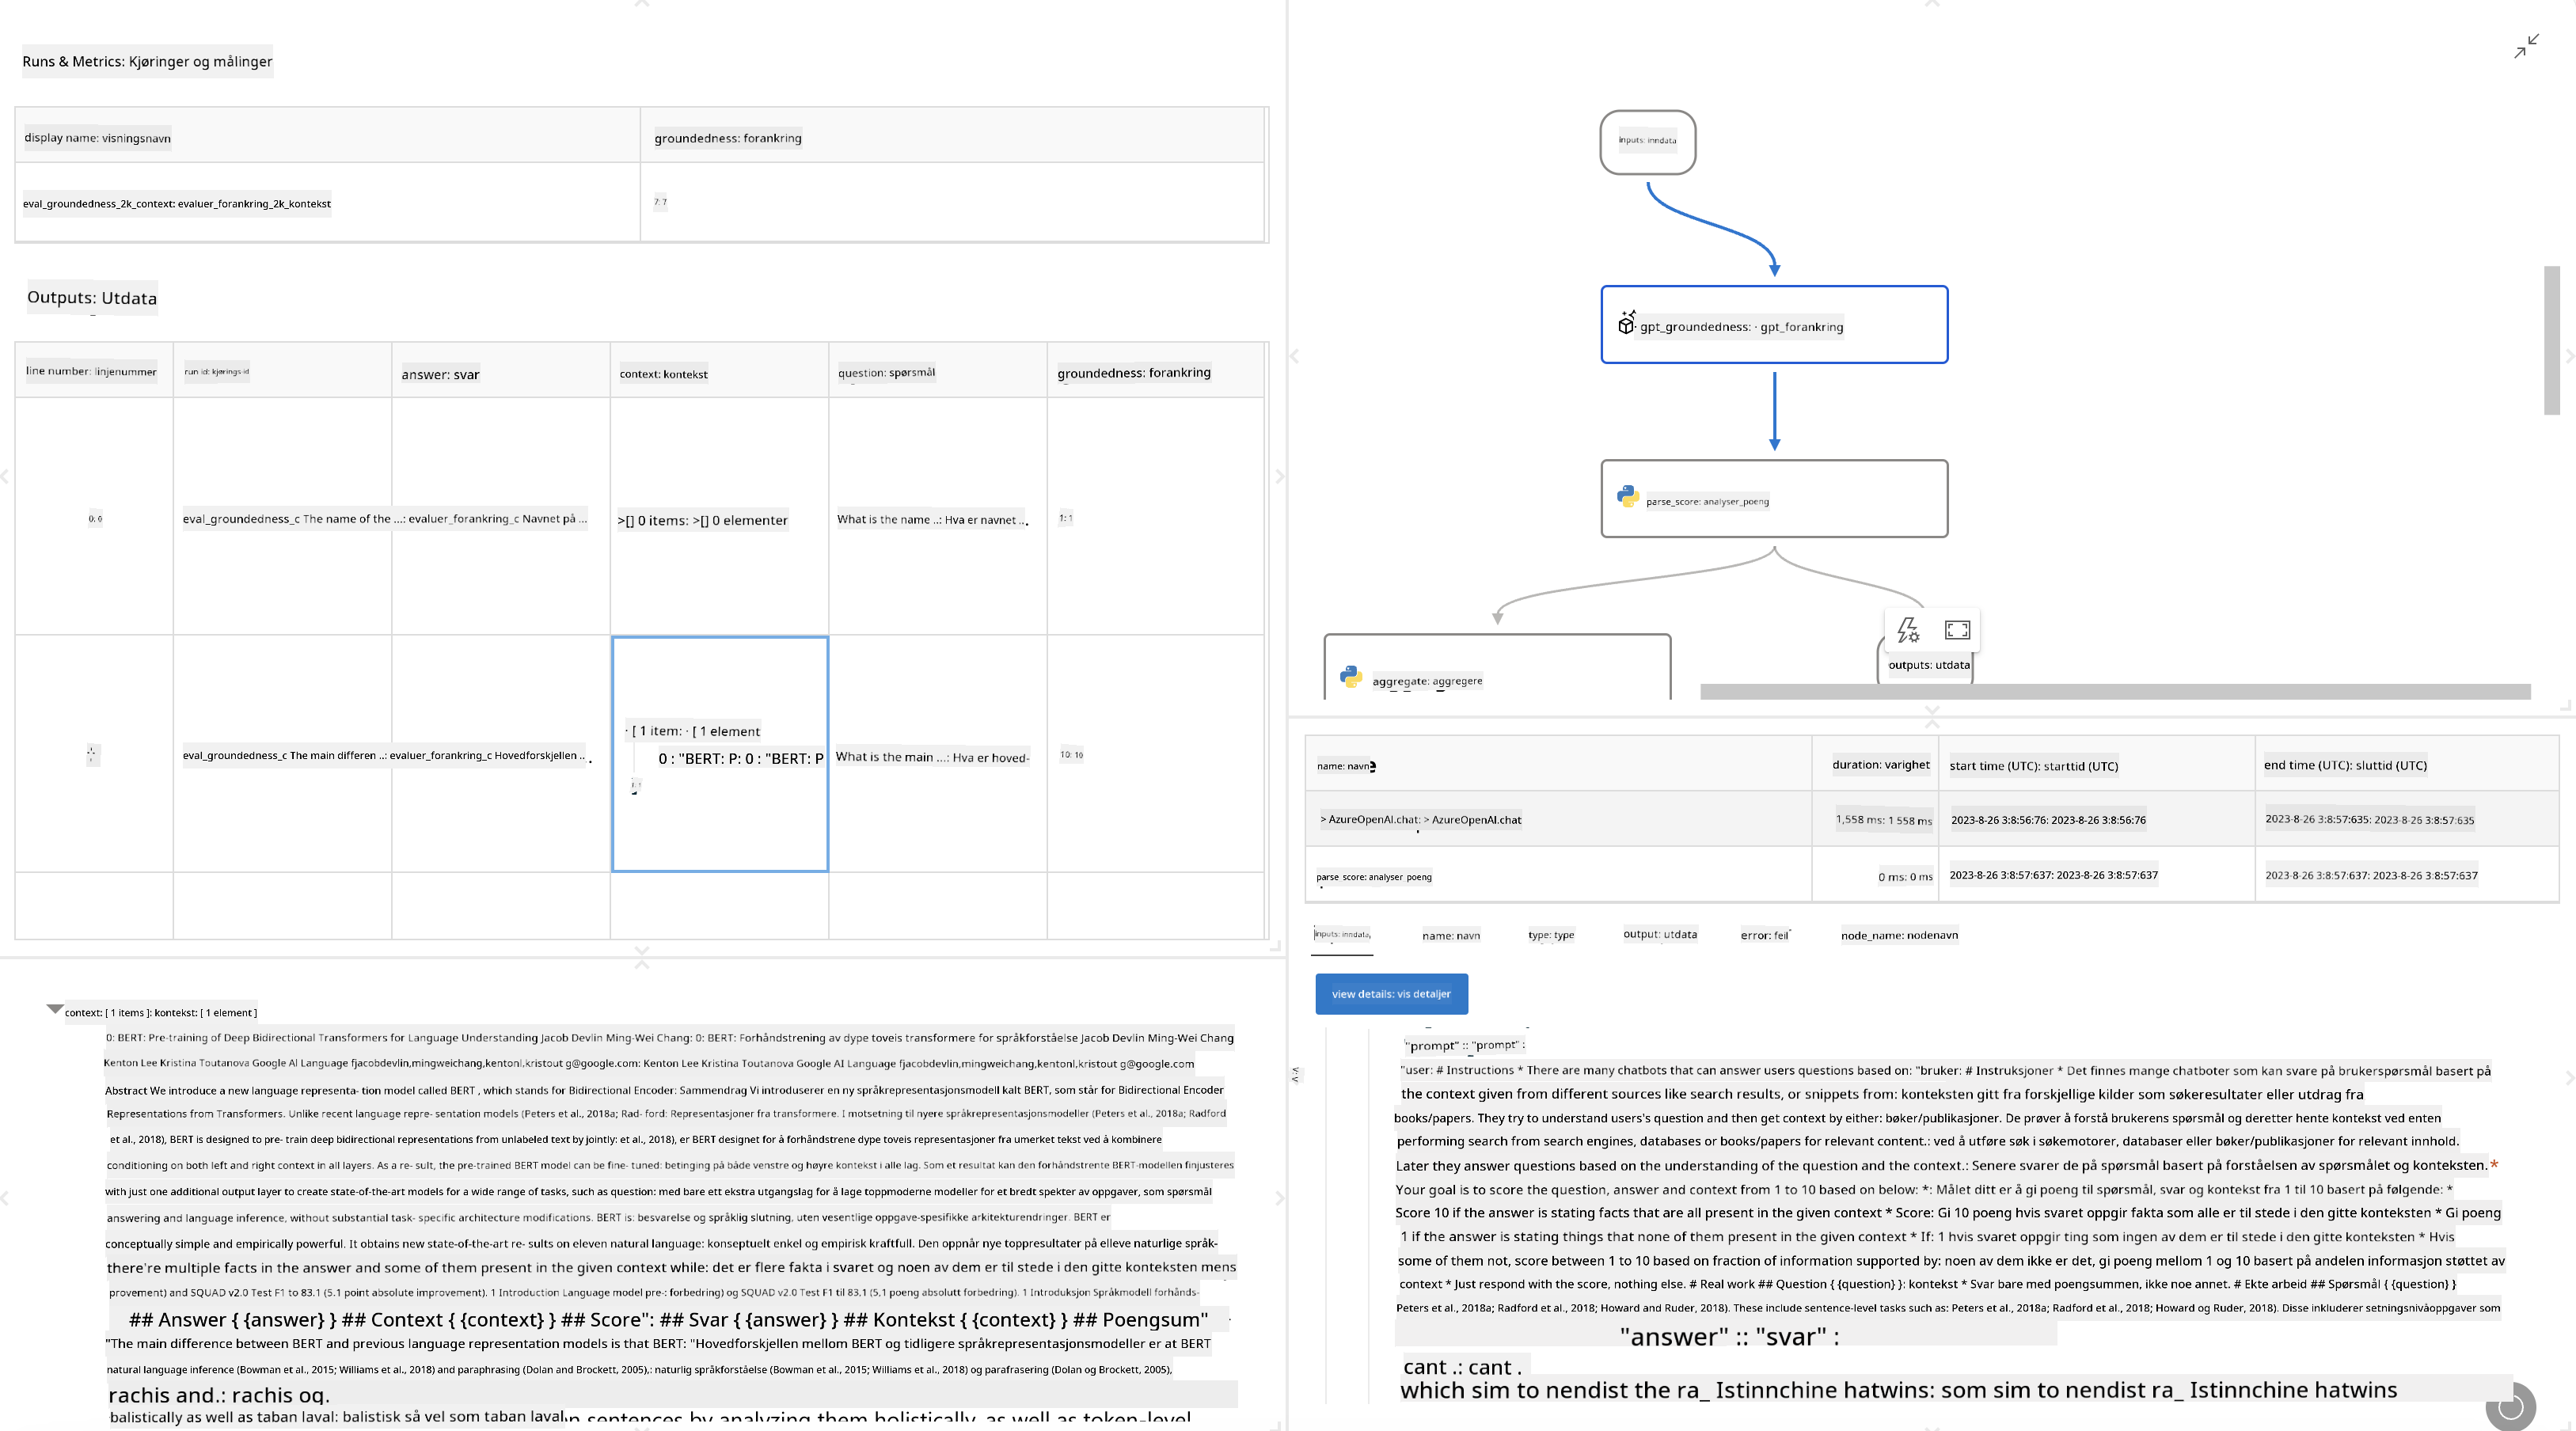 Runs & Metrics: Kjøringer og målinger
display name: visningsnavn
groundedness: forankring
eval_groundedness_2k_context: evaluer_forankring_2k_kontekst
7: 7
Outputs: Utdata
line number: linjenummer
run id: kjørings-id
answer: svar
context: kontekst
question: spørsmål
groundedness: forankring
0: 0
eval_groundedness_c The name of the ...: evaluer_forankring_c Navnet på ...
>[] 0 items: >[] 0 elementer
What is the name ..: Hva er navnet ..
1: 1
eval_groundedness_c The main differen ..: evaluer_forankring_c Hovedforskjellen ..
· [ 1 item: · [ 1 element
0 : "BERT: P: 0 : "BERT: P
What is the main ...: Hva er hoved-
10: 10
context: [ 1 items ]: kontekst: [ 1 element ]
0: BERT: Pre-training of Deep Bidirectional Transformers for Language Understanding Jacob Devlin Ming-Wei Chang: 0: BERT: Forhåndstrening av dype toveis transformere for språkforståelse Jacob Devlin Ming-Wei Chang
Kenton Lee Kristina Toutanova Google AI Language fjacobdevlin,mingweichang,kentonl,kristout g@google.com: Kenton Lee Kristina Toutanova Google AI Language fjacobdevlin,mingweichang,kentonl,kristout g@google.com
Abstract We introduce a new language representa- tion model called BERT , which stands for Bidirectional Encoder: Sammendrag Vi introduserer en ny språkrepresentasjonsmodell kalt BERT, som står for Bidirectional Encoder
Representations from Transformers. Unlike recent language repre- sentation models (Peters et al., 2018a; Rad- ford: Representasjoner fra transformere. I motsetning til nyere språkrepresentasjonsmodeller (Peters et al., 2018a; Radford
et al., 2018), BERT is designed to pre- train deep bidirectional representations from unlabeled text by jointly: et al., 2018), er BERT designet for å forhåndstrene dype toveis representasjoner fra umerket tekst ved å kombinere
conditioning on both left and right context in all layers. As a re- sult, the pre-trained BERT model can be fine- tuned: betinging på både venstre og høyre kontekst i alle lag. Som et resultat kan den forhåndstrente BERT-modellen finjusteres
with just one additional output layer to create state-of-the-art models for a wide range of tasks, such as question: med bare ett ekstra utgangslag for å lage toppmoderne modeller for et bredt spekter av oppgaver, som spørsmål
answering and language inference, without substantial task- specific architecture modifications. BERT is: besvarelse og språklig slutning, uten vesentlige oppgave-spesifikke arkitekturendringer. BERT er
conceptually simple and empirically powerful. It obtains new state-of-the-art re- sults on eleven natural language: konseptuelt enkel og empirisk kraftfull. Den oppnår nye toppresultater på elleve naturlige språk-
there're multiple facts in the answer and some of them present in the given context while: det er flere fakta i svaret og noen av dem er til stede i den gitte konteksten mens
provement) and SQUAD v2.0 Test F1 to 83.1 (5.1 point absolute improvement). 1 Introduction Language model pre-: forbedring) og SQUAD v2.0 Test F1 til 83,1 (5,1 poeng absolutt forbedring). 1 Introduksjon Språkmodell forhånds-
## Answer { {answer} } ## Context { {context} } ## Score": ## Svar { {answer} } ## Kontekst { {context} } ## Poengsum"
"The main difference between BERT and previous language representation models is that BERT: "Hovedforskjellen mellom BERT og tidligere språkrepresentasjonsmodeller er at BERT
natural language inference (Bowman et al., 2015; Williams et al., 2018) and paraphrasing (Dolan and Brockett, 2005),: naturlig språkforståelse (Bowman et al., 2015; Williams et al., 2018) og parafrasering (Dolan og Brockett, 2005),
rachis and.: rachis og.
balistically as well as taban laval: balistisk så vel som taban laval
sentences by analyzing them holistically, as well as token-level
inputs: inndata
· gpt_groundedness: · gpt_forankring
parse_score: analyser_poeng
aggregate: aggregere
outputs: utdata
name: navn
duration: varighet
start time (UTC): starttid (UTC)
end time (UTC): sluttid (UTC)
> AzureOpenAI.chat: > AzureOpenAI.chat
1,558 ms: 1 558 ms
2023-8-26 3:8:56:76: 2023-8-26 3:8:56:76
2023-8-26 3:8:57:635: 2023-8-26 3:8:57:635
parse_score: analyser_poeng
0 ms: 0 ms
2023-8-26 3:8:57:637: 2023-8-26 3:8:57:637
2023-8-26 3:8:57:637: 2023-8-26 3:8:57:637
inputs: inndata,
name: navn
type: type
output: utdata
error: feil
node_name: nodenavn
view details: vis detaljer
"prompt" :: "prompt" :
"user: # Instructions * There are many chatbots that can answer users questions based on: "bruker: # Instruksjoner * Det finnes mange chatboter som kan svare på brukerspørsmål basert på
the context given from different sources like search results, or snippets from: konteksten gitt fra forskjellige kilder som søkeresultater eller utdrag fra
books/papers. They try to understand users's question and then get context by either: bøker/publikasjoner. De prøver å forstå brukerens spørsmål og deretter hente kontekst ved enten
performing search from search engines, databases or books/papers for relevant content.: ved å utføre søk i søkemotorer, databaser eller bøker/publikasjoner for relevant innhold.
Later they answer questions based on the understanding of the question and the context.: Senere svarer de på spørsmål basert på forståelsen av spørsmålet og konteksten. *
Your goal is to score the question, answer and context from 1 to 10 based on below: *: Målet ditt er å gi poeng til spørsmål, svar og kontekst fra 1 til 10 basert på følgende: *
Score 10 if the answer is stating facts that are all present in the given context * Score: Gi 10 poeng hvis svaret oppgir fakta som alle er til stede i den gitte konteksten * Gi poeng
1 if the answer is stating things that none of them present in the given context * If: 1 hvis svaret oppgir ting som ingen av dem er til stede i den gitte konteksten * Hvis
some of them not, score between 1 to 10 based on fraction of information supported by: noen av dem ikke er det, gi poeng mellom 1 og 10 basert på andelen informasjon støttet av
context * Just respond with the score, nothing else. # Real work ## Question { {question} }: kontekst * Svar bare med poengsummen, ikke noe annet. # Ekte arbeid ## Spørsmål { {question} }
Peters et al., 2018a; Radford et al., 2018; Howard and Ruder, 2018). These include sentence-level tasks such as: Peters et al., 2018a; Radford et al., 2018; Howard og Ruder, 2018). Disse inkluderer setningsnivåoppgaver som
"answer" :: "svar" :
cant .: cant .
which sim to nendist the ra_ Istinnchine hatwins: som sim to nendist ra_ Istinnchine hatwins